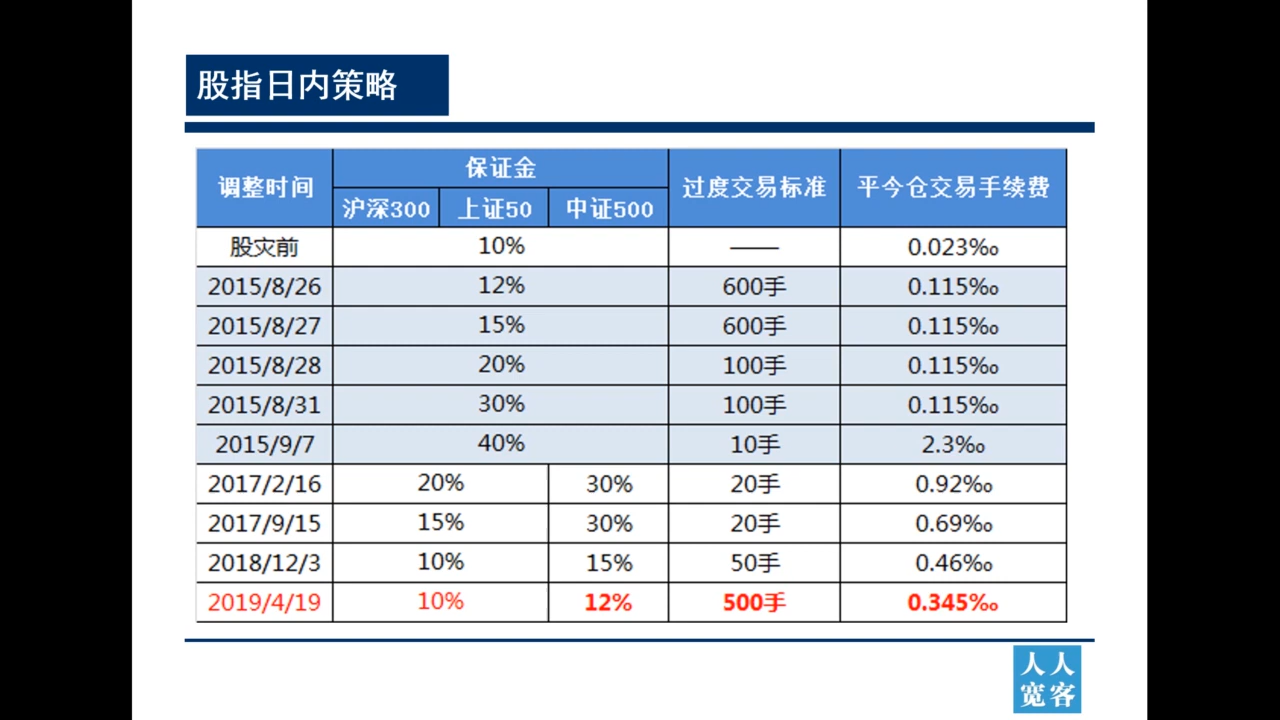 股指日内策略
调整时间 保证金 过度交易标准 平今仓交易手续费
沪深300 上证50 中证500
股灾前 10% —— 0.023‰
2015/8/26 12% 600手 0.115‰
2015/8/27 15% 600手 0.115‰
2015/8/28 20% 100手 0.115‰
2015/8/31 30% 100手 0.115‰
2015/9/7 40% 10手 2.3‰
2017/2/16 20% 30% 20手 0.92‰
2017/9/15 15% 30% 20手 0.69‰
2018/12/3 10% 15% 50手 0.46‰
2019/4/19 10% 12% 500手 0.345‰
人人
宽客